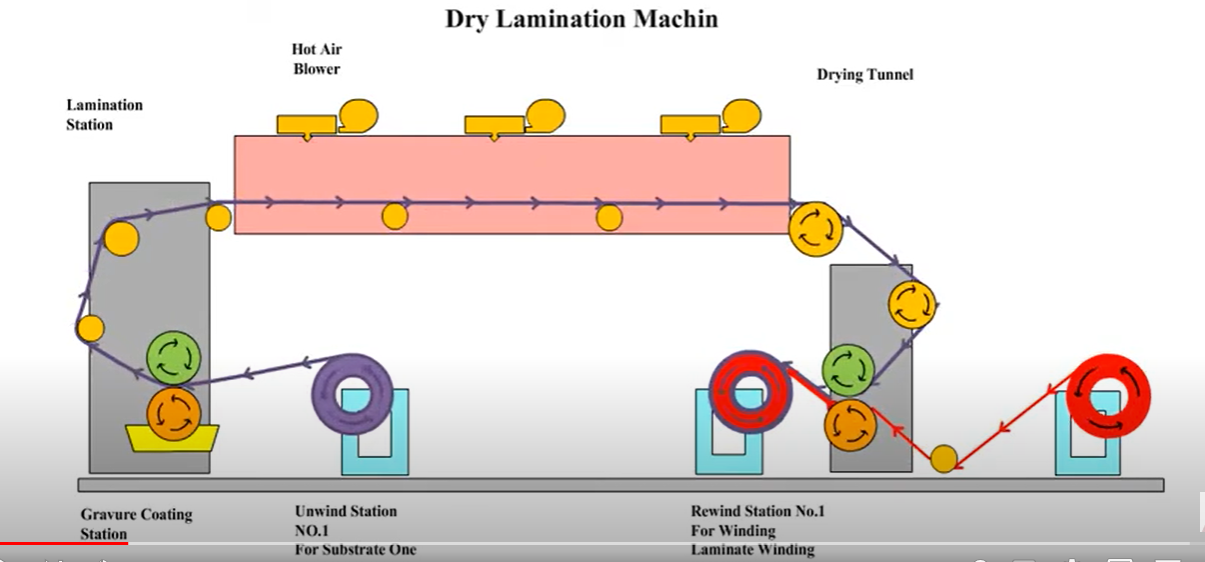 Dry Lamination Machin
Hot Air
Blower
Drying Tunnel
Lamination
Station
Gravure Coating
Station
Unwind Station
NO.1
For Substrate One
Rewind Station No.1
For Winding
Laminate Winding